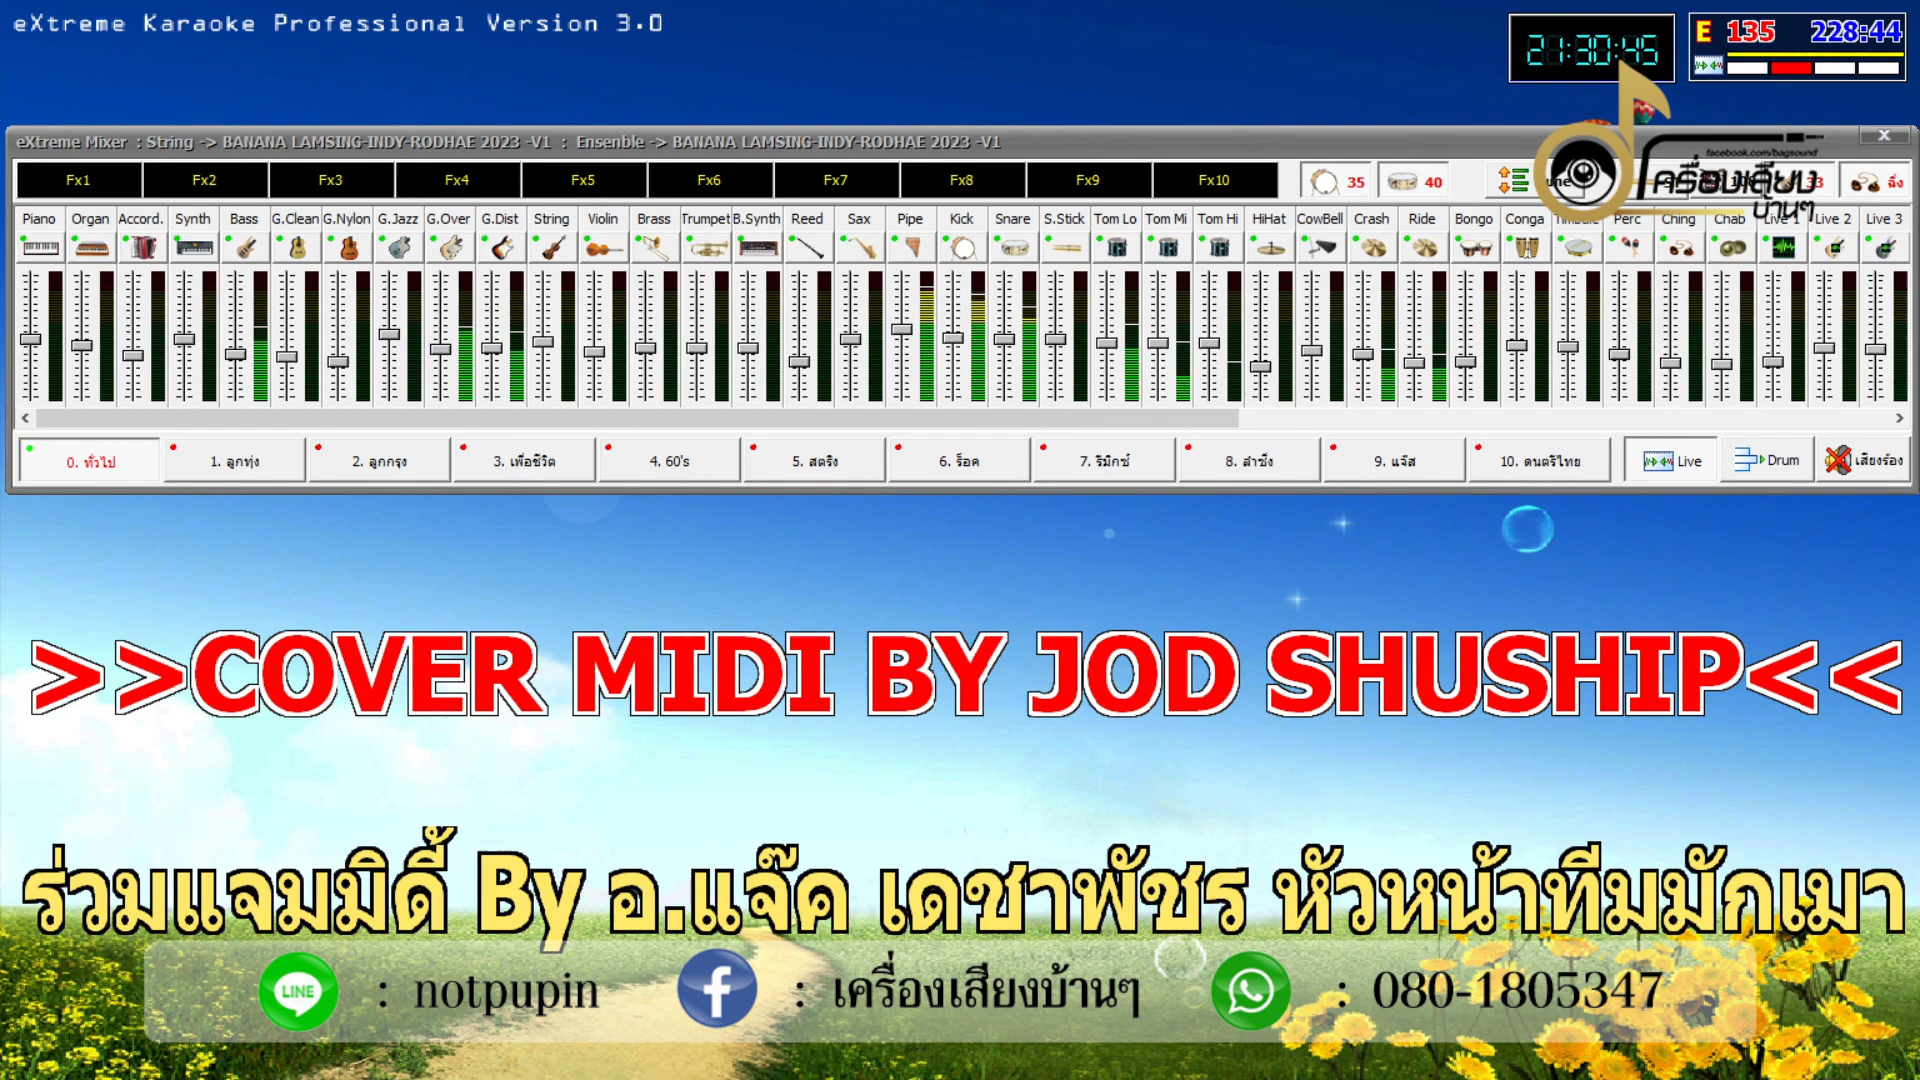 eXtreme Karaoke Professional Version 3.0
21:30:45
E 135 228:44
eXtreme Mixer : String -> BANANA LAMSING-INDY-RODHAE 2023 -V1 : Ensenble -> BANANA LAMSING-INDY-RODHAE 2023 -V1
facebook.com/bagsound
เครื่องเสียง
บ้านๆ
Fx1 Fx2 Fx3 Fx4 Fx5 Fx6 Fx7 Fx8 Fx9 Fx10 35 40 33 ฉิ่ง
Piano Organ Accord. Synth Bass G.Clean G.Nylon G.Jazz G.Over G.Dist String Violin Brass Trumpet B.Synth Reed Sax Pipe Kick Snare S.Stick Tom Lo Tom Mi Tom Hi HiHat CowBell Crash Ride Bongo Conga Timbale Perc Ching Chab Live 1 Live 2 Live 3
0. ทั่วไป 1. ลูกทุ่ง 2. ลูกกรุง 3. เพื่อชีวิต 4. 60's 5. สตริง 6. ร็อค 7. รีมิกซ์ 8. ลำซิ่ง 9. แจ๊ส 10. ดนตรีไทย Live Drum เสียงร้อง
>>COVER MIDI BY JOD SHUSHIP<<
ร่วมแจมมิดี้ By อ.แจ๊ค เดชาพัชร หัวหน้าทีมมักเมา
LINE : notpupin : เครื่องเสียงบ้านๆ : 080-1805347